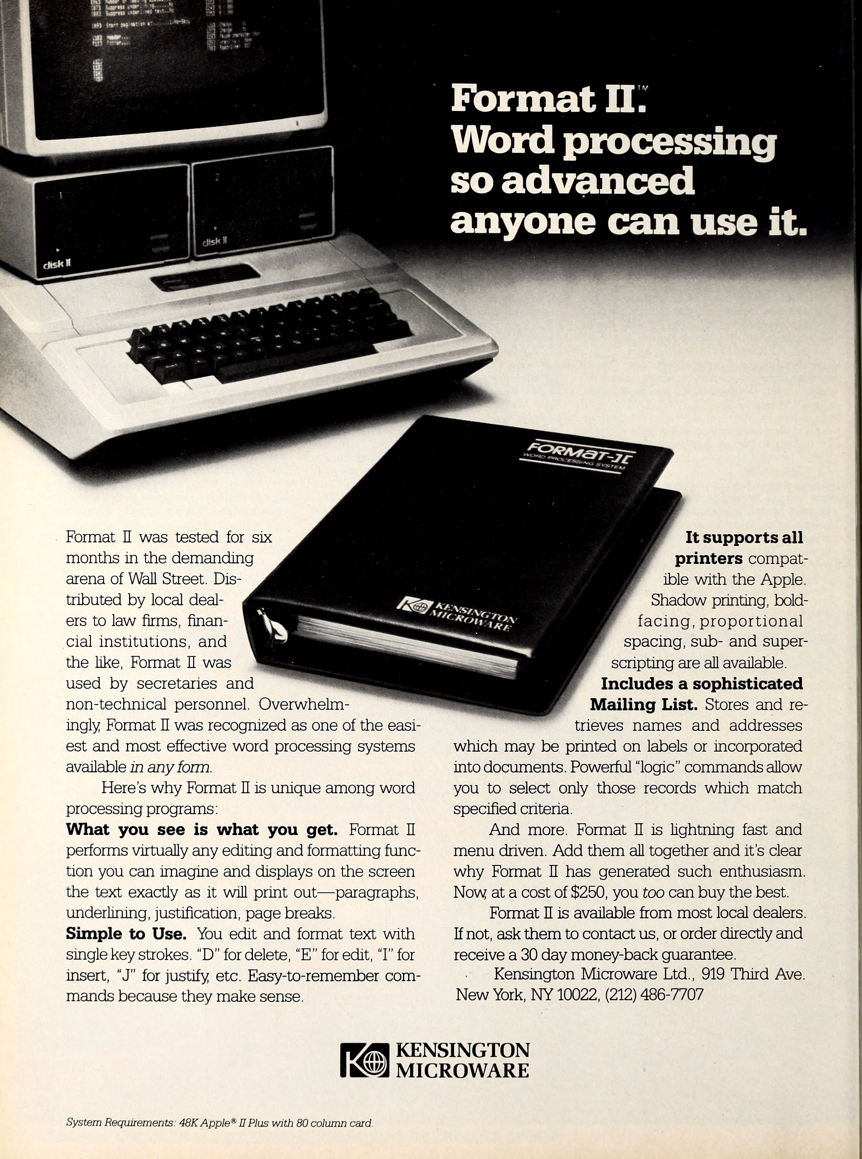 Format II.™
Word processing
so advanced
anyone can use it.
1
2
disk II
disk II
FORMAT-II
WORD PROCESSING SYSTEM
KENSINGTON
MICROWARE
Format II was tested for six
months in the demanding
arena of Wall Street. Dis-
tributed by local deal-
ers to law firms, finan-
cial institutions, and
the like, Format II was
used by secretaries and
non-technical personnel. Overwhelm-
ingly, Format II was recognized as one of the easi-
est and most effective word processing systems
available in any form.
Here's why Format II is unique among word
processing programs:
What you see is what you get. Format II
performs virtually any editing and formatting func-
tion you can imagine and displays on the screen
the text exactly as it will print out—paragraphs,
underlining, justification, page breaks.
Simple to Use. You edit and format text with
single key strokes. “D” for delete, “E” for edit, “I” for
insert, “J” for justify, etc. Easy-to-remember com-
mands because they make sense.
It supports all
printers compat-
ible with the Apple.
Shadow printing, bold-
facing, proportional
spacing, sub- and super-
scripting are all available.
Includes a sophisticated
Mailing List. Stores and re-
trieves names and addresses
which may be printed on labels or incorporated
into documents. Powerful “logic” commands allow
you to select only those records which match
specified criteria.
And more. Format II is lightning fast and
menu driven. Add them all together and it's clear
why Format II has generated such enthusiasm.
Now, at a cost of $250, you too can buy the best.
Format II is available from most local dealers.
If not, ask them to contact us, or order directly and
receive a 30 day money-back guarantee.
Kensington Microware Ltd., 919 Third Ave.
New York, NY 10022, (212) 486-7707
KENSINGTON
MICROWARE
System Requirements: 48K Apple® II Plus with 80 column card.